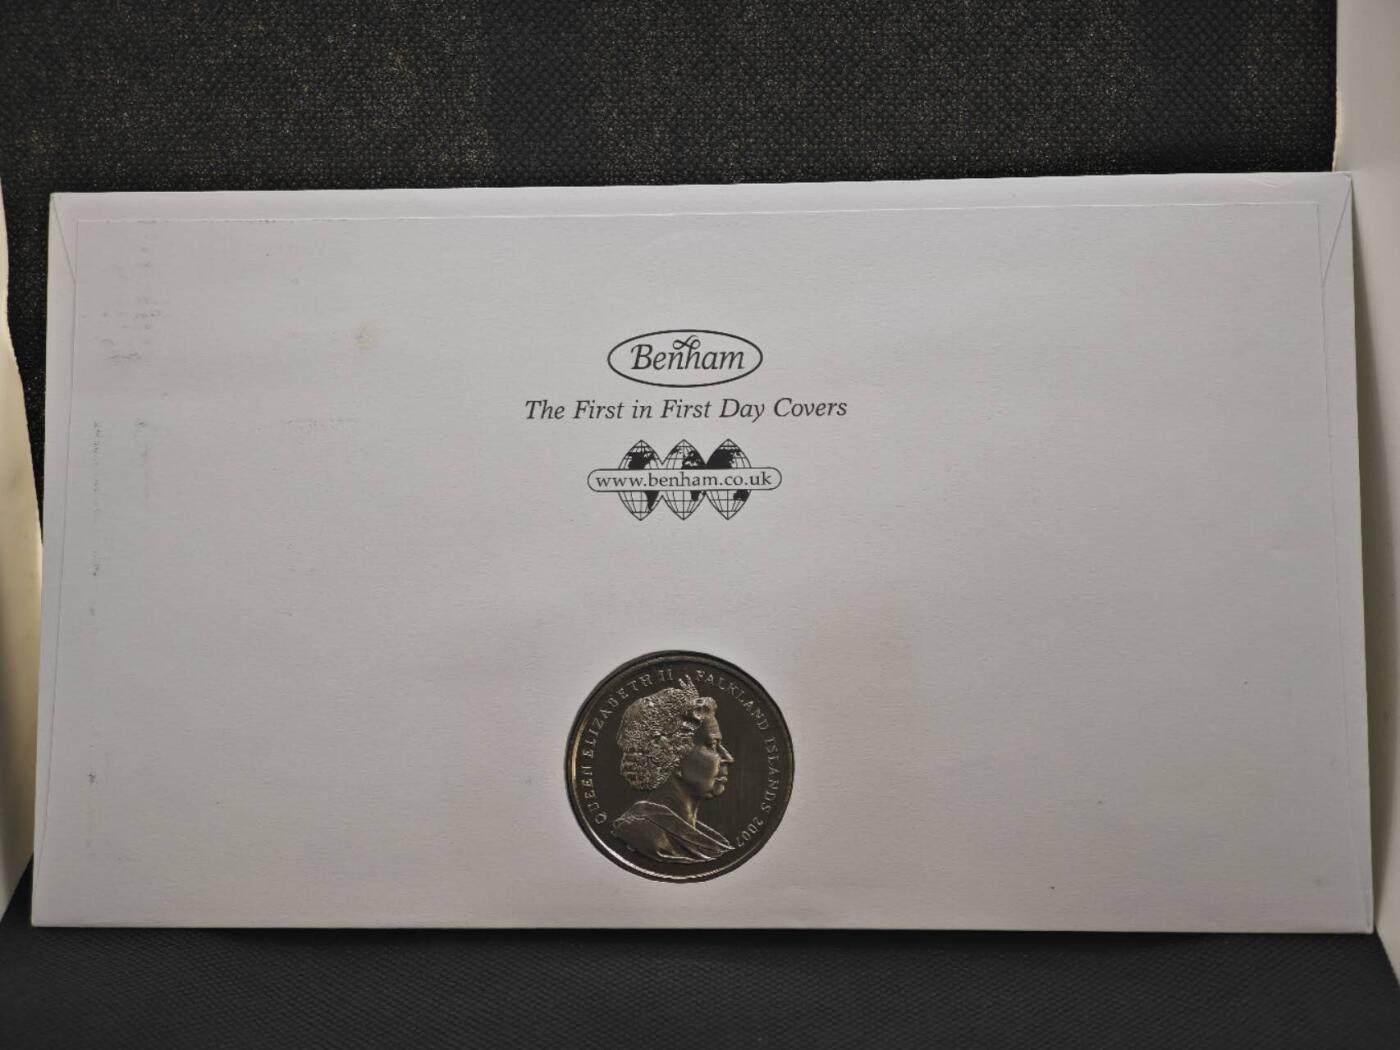 Benham
The First in First Day Covers
www.benham.co.uk
QUEEN ELIZABETH II FALKLAND ISLANDS 2007